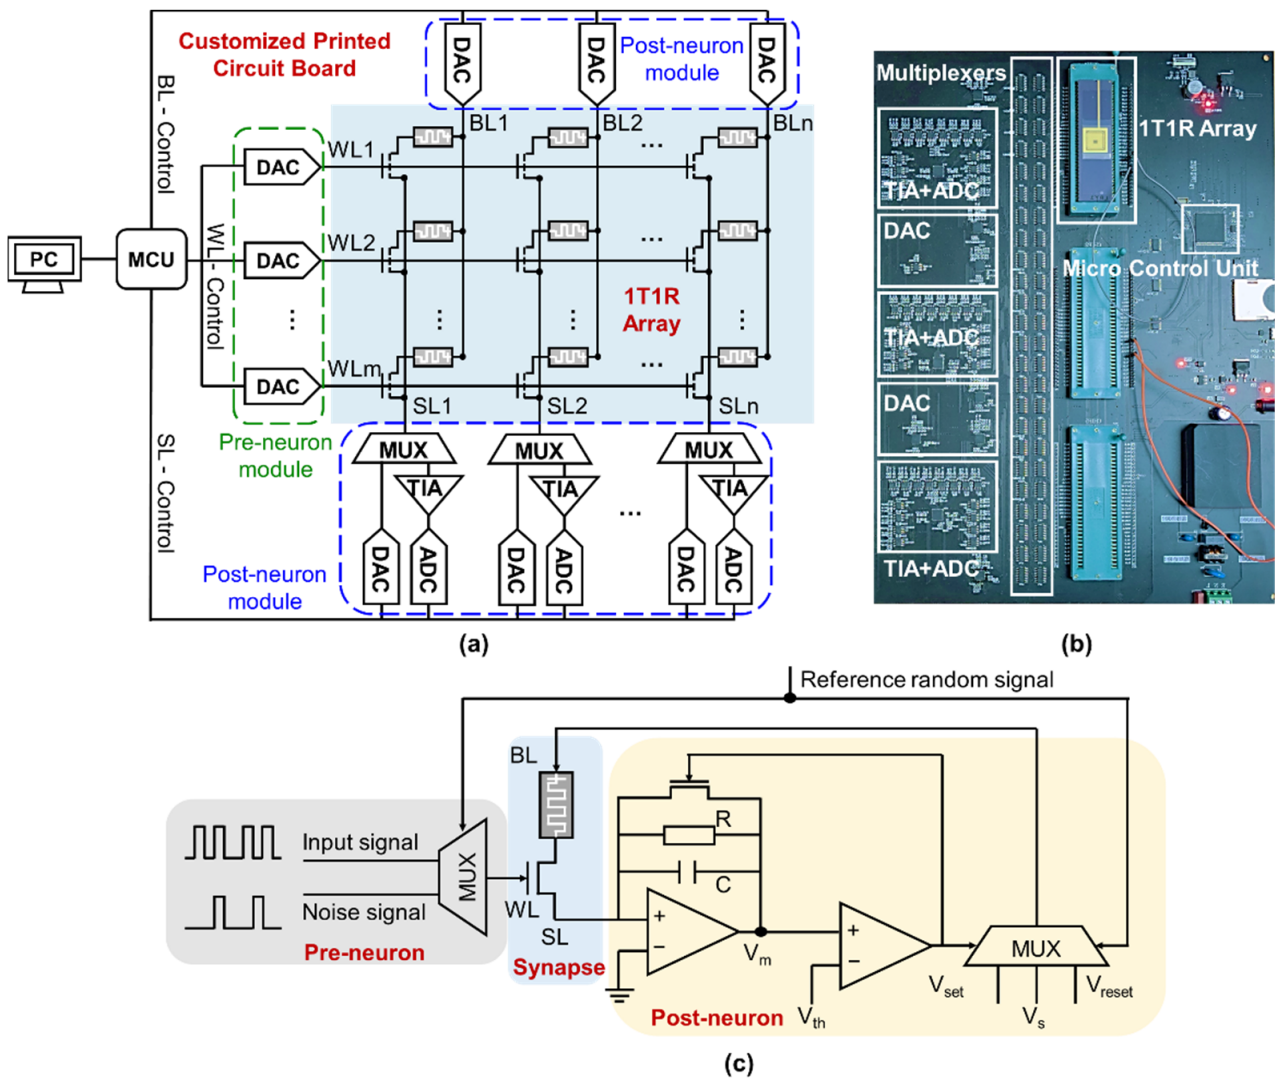 Customized Printed
Circuit Board
Post-neuron
module
DAC
DAC
DAC
BL - Control
BL1
BL2
BLn
WL1
DAC
...
WL2
DAC
...
PC
MCU
WL - Control
1T1R
Array
...
...
...
...
WLm
DAC
...
SL1
SL2
SLn
Pre-neuron
module
SL - Control
MUX
MUX
MUX
TIA
TIA
TIA
...
DAC
ADC
DAC
ADC
DAC
ADC
Post-neuron
module
(a)
Multiplexers
1T1R Array
TIA+ADC
DAC
Micro Control Unit
TIA+ADC
DAC
TIA+ADC
(b)
Reference random signal
BL
R
Input signal
MUX
C
Noise signal
WL
+
−
+
−
SL
Vm
MUX
Pre-neuron
Synapse
Vset
Vreset
Vth
Vs
Post-neuron
(c)